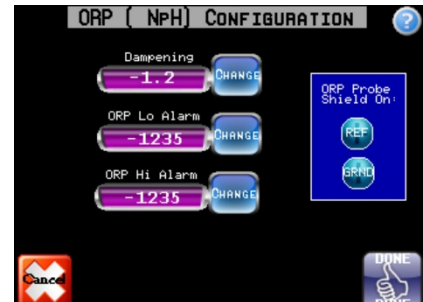 ORP ( NpH) Configuration
?
Dampening
-1.2
Change
ORP Lo Alarm
-1235
Change
ORP Hi Alarm
-1235
Change
ORP Probe
Shield On:
REF
GRND
Cancel
DONE
DONE